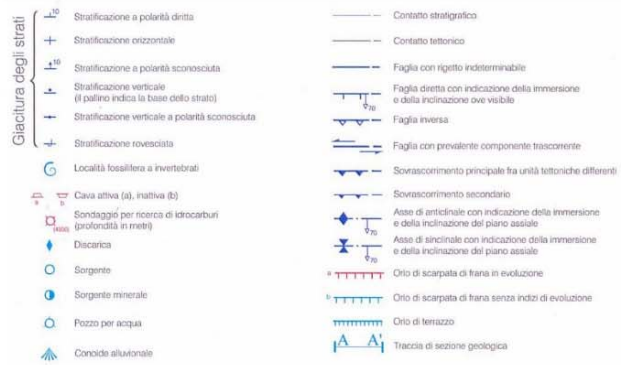 Giacitura degli strati
10
Stratificazione a polarità diritta
Stratificazione orizzontale
10
Stratificazione a polarità sconosciuta
Stratificazione verticale
(il pallino indica la base dello strato)
Stratificazione verticale a polarità sconosciuta
Stratificazione rovesciata
Località fossilifera a invertebrati
a
b
Cava attiva (a), inattiva (b)
Sondaggio per ricerca di idrocarburi
(profondità in metri)
Discarica
Sorgente
Sorgente minerale
Pozzo per acqua
Conoide alluvionale
Contatto stratigrafico
Contatto tettonico
Faglia con rigetto indeterminabile
Faglia diretta con indicazione della immersione
e della inclinazione ove visibile
70
Faglia inversa
Faglia con prevalente componente trascorrente
Sovrascorrimento principale fra unità tettoniche differenti
Sovrascorrimento secondario
Asse di anticlinale con indicazione della immersione
e della inclinazione del piano assiale
70
Asse di sinclinale con indicazione della immersione
e della inclinazione del piano assiale
70
a
Orlo di scarpata di frana in evoluzione
b
Orlo di scarpata di frana senza indizi di evoluzione
Orlo di terrazzo
A A'
Traccia di sezione geologica